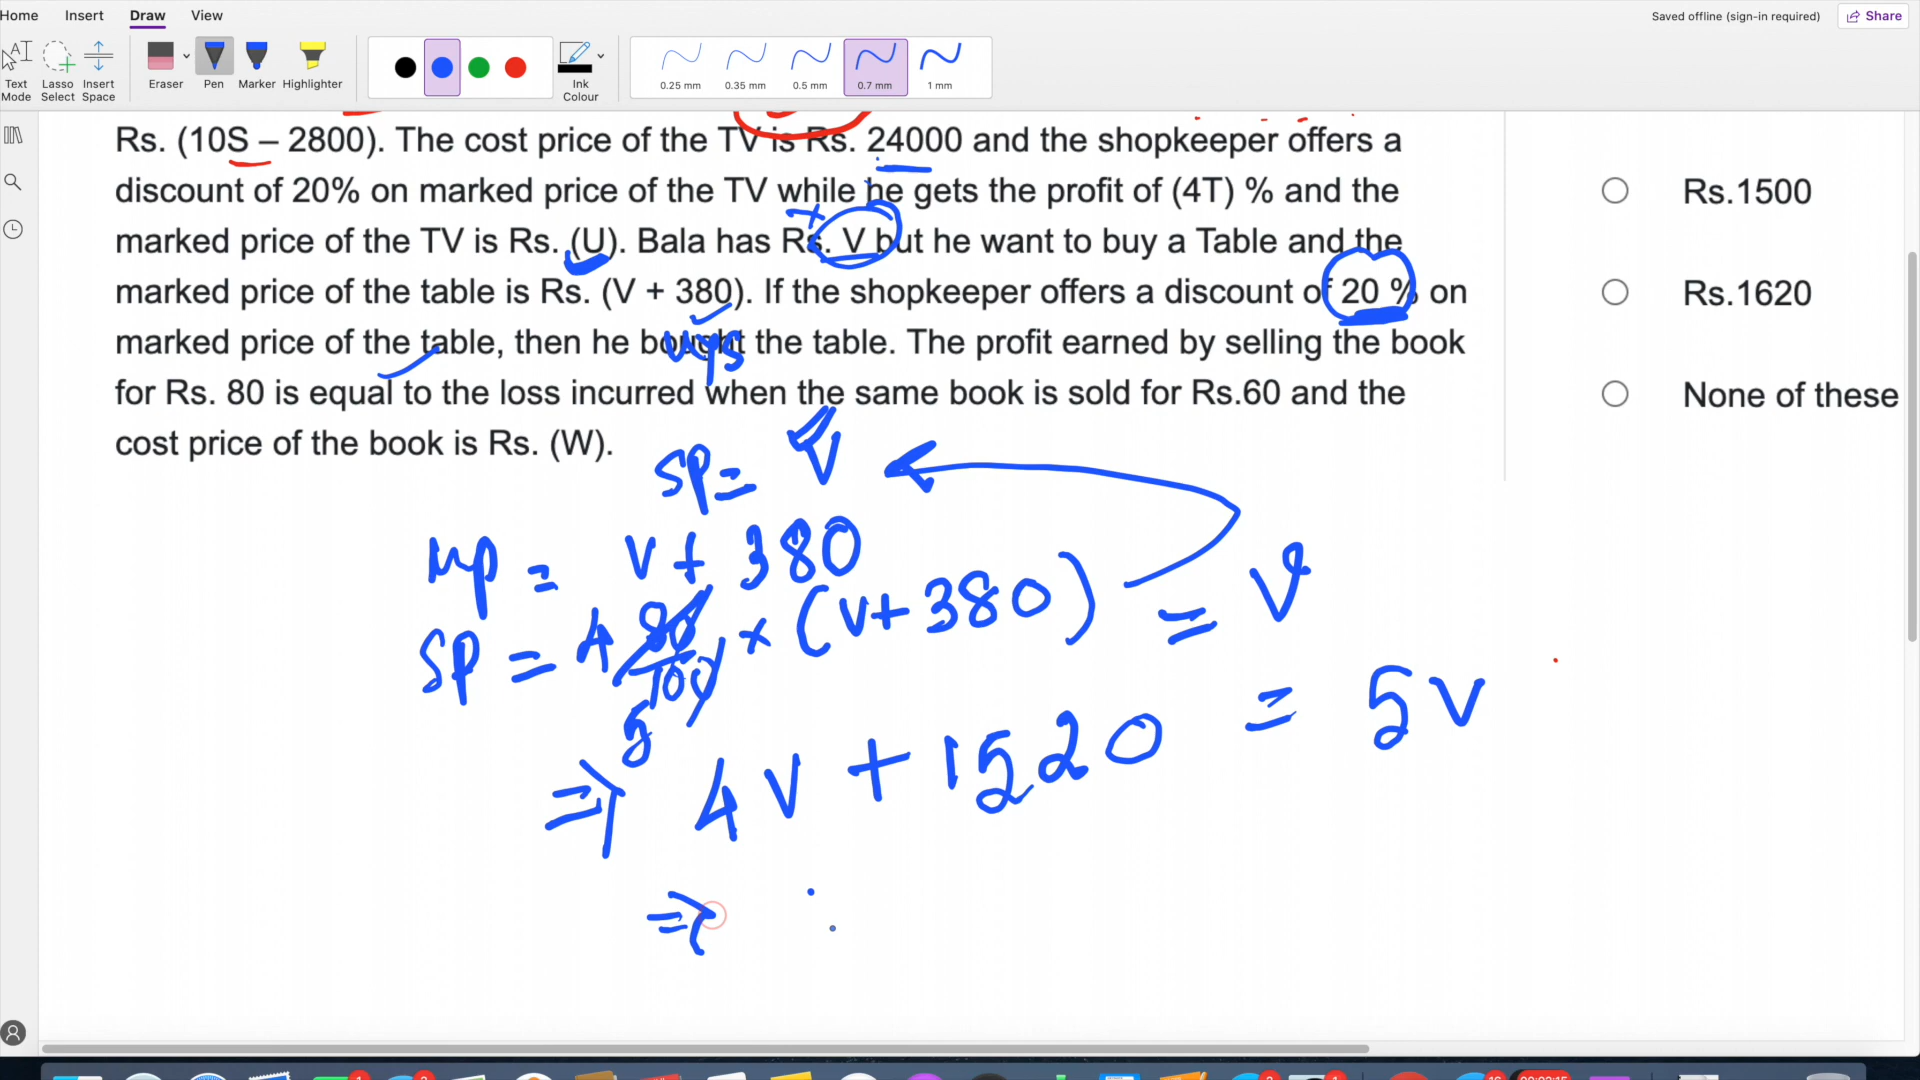 Home Insert Draw View
Saved offline (sign-in required) Share
Text Mode
Lasso Select
Insert Space
Eraser
Pen
Marker
Highlighter
Ink Colour
0.25 mm
0.35 mm
0.5 mm
0.7 mm
1 mm
Rs. (10S – 2800). The cost price of the TV is Rs. 24000 and the shopkeeper offers a
discount of 20% on marked price of the TV while he gets the profit of (4T) % and the
marked price of the TV is Rs. (U). Bala has Rs. V but he want to buy a Table and the
marked price of the table is Rs. (V + 380). If the shopkeeper offers a discount of 20 % on
marked price of the table, then he bought the table. The profit earned by selling the book
for Rs. 80 is equal to the loss incurred when the same book is sold for Rs.60 and the
cost price of the book is Rs. (W).
Rs.1500
Rs.1620
None of these
SP = V
MP = V + 380
SP = 4 80/100 5 × (V+380) = V
⇒ 4V + 1520 = 5V
⇒